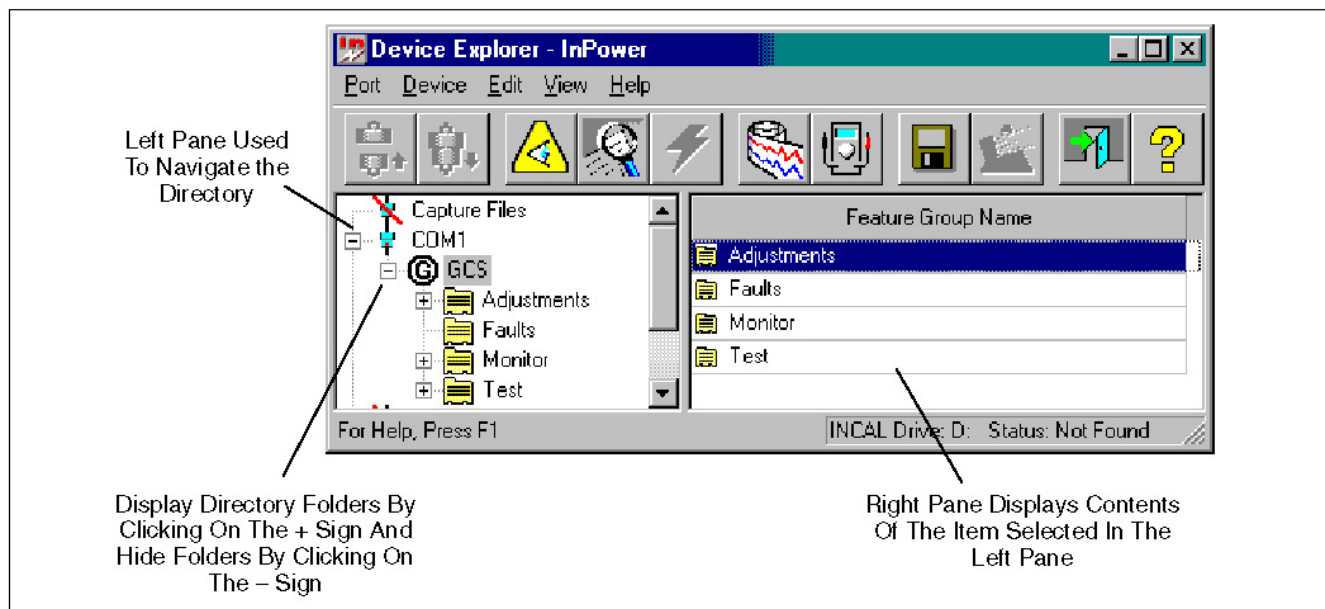 Device Explorer - InPower
Port Device Edit View Help
Left Pane Used
To Navigate the
Directory
Capture Files
COM1
G GCS
Adjustments
Faults
Monitor
Test
Feature Group Name
Adjustments
Faults
Monitor
Test
For Help, Press F1
INCAL Drive: D: Status: Not Found
Display Directory Folders By
Clicking On The + Sign And
Hide Folders By Clicking On
The – Sign
Right Pane Displays Contents
Of The Item Selected In The
Left Pane